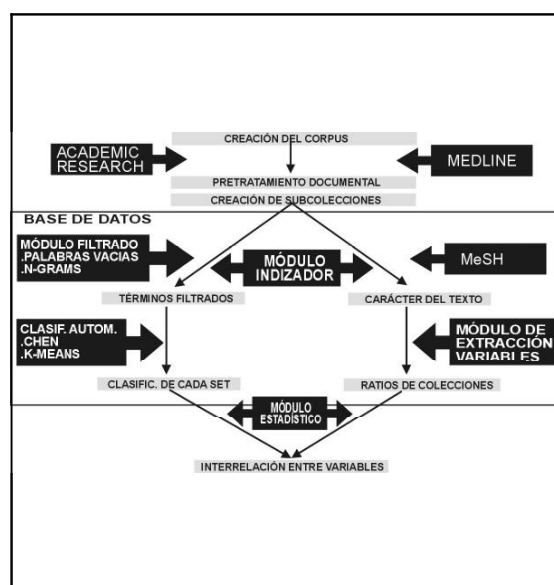 CREACIÓN DEL CORPUS
ACADEMIC
RESEARCH
MEDLINE
PRETRATAMIENTO DOCUMENTAL
CREACIÓN DE SUBCOLECCIONES
BASE DE DATOS
MÓDULO FILTRADO
.PALABRAS VACIAS
.N-GRAMS
MÓDULO
INDIZADOR
MeSH
TÉRMINOS FILTRADOS
CARÁCTER DEL TEXTO
CLASIF. AUTOM.
.CHEN
.K-MEANS
MÓDULO DE
EXTRACCIÓN
VARIABLES
CLASIFIC. DE CADA SET
RATIOS DE COLECCIONES
MÓDULO
ESTADÍSTICO
INTERRELACIÓN ENTRE VARIABLES